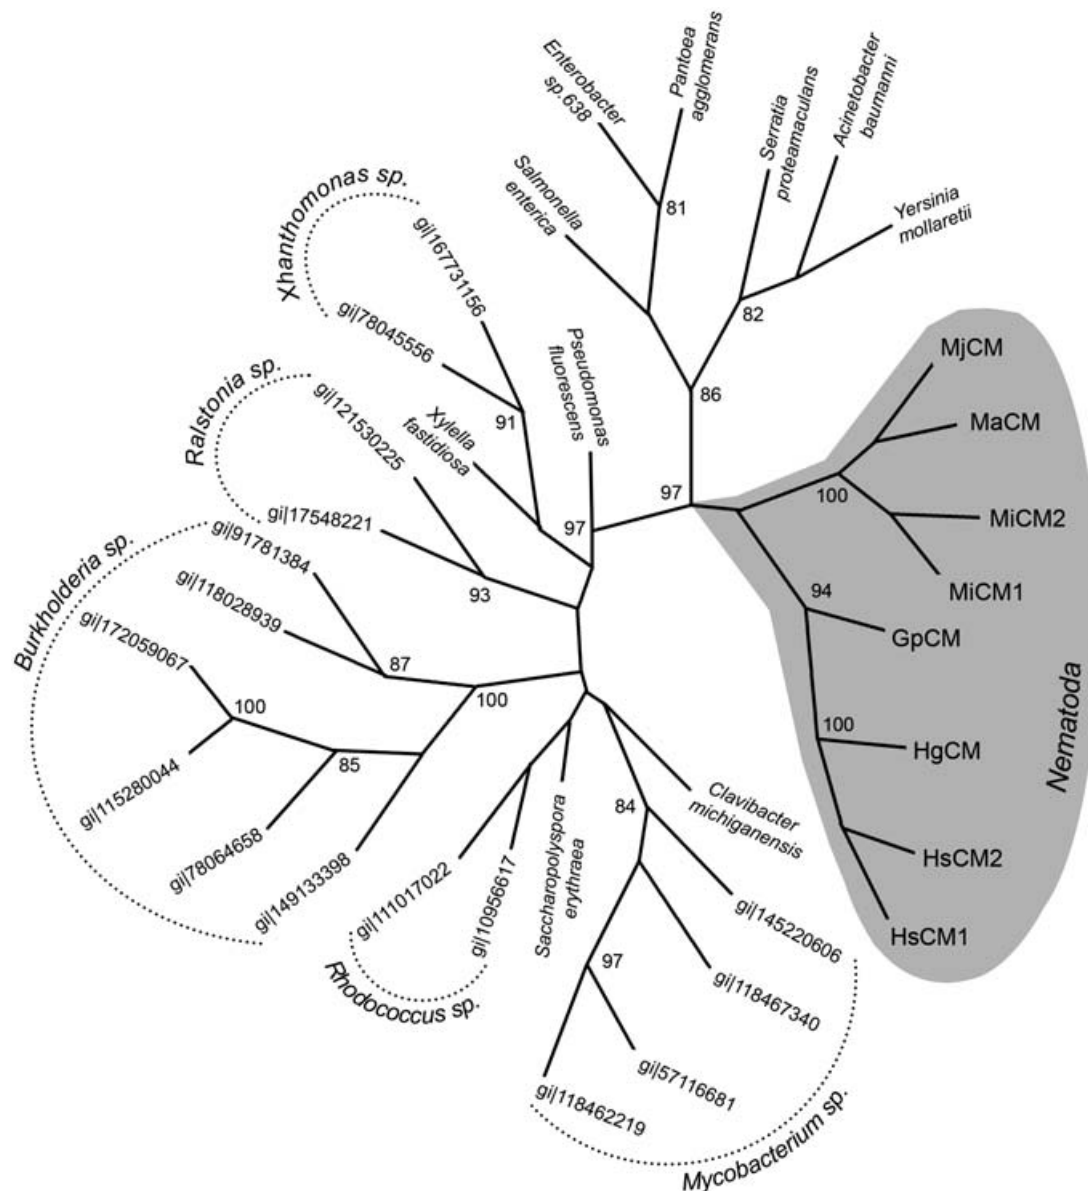 Enterobacter
sp.638
Pantoea
agglomerans
Serratia
proteamaculans
Acinetobacter
baumanni
Yersinia
mollaretii
Salmonella
enterica
81
82
86
97
Xhanthomonas sp.
gi|167731156
gi|78045556
91
Pseudomonas
fluorescens
97
Xylella
fastidiosa
Ralstonia sp.
gi|121530225
gi|17548221
93
Burkholderia sp.
gi|91781384
gi|118028939
87
100
gi|172059067
100
gi|115280044
85
gi|78064658
gi|149133398
gi|111017022
gi|10956617
Rhodococcus sp.
Saccharopolyspora
erythraea
Clavibacter
michiganensis
84
gi|145220606
gi|118467340
97
gi|57116681
gi|118462219
Mycobacterium sp.
MjCM
MaCM
100
MiCM2
MiCM1
94
GpCM
100
HgCM
HsCM2
HsCM1
Nematoda